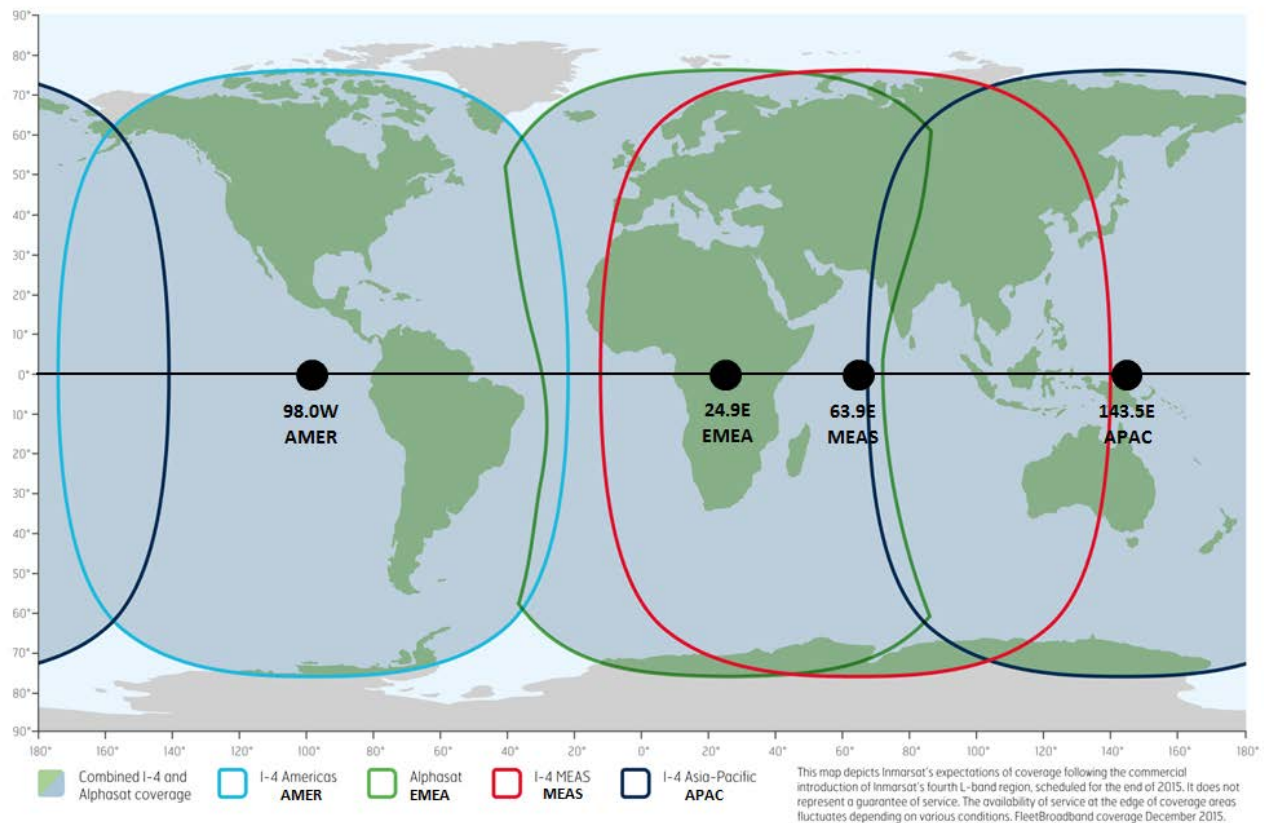 90°
80°
70°
60°
50°
40°
30°
20°
10°
0°
10°
20°
30°
40°
50°
60°
70°
80°
90°
98.0W
AMER
24.9E
EMEA
63.9E
MEAS
143.5E
APAC
180° 160° 140° 120° 100° 80° 60° 40° 20° 0° 20° 40° 60° 80° 100° 120° 140° 160° 180°
Combined I-4 and
Alphasat coverage
I-4 Americas
AMER
Alphasat
EMEA
I-4 MEAS
MEAS
I-4 Asia-Pacific
APAC
This map depicts Inmarsat's expectations of coverage following the commercial
introduction of Inmarsat's fourth L-band region, scheduled for the end of 2015. It does not
represent a guarantee of service. The availability of service at the edge of coverage areas
fluctuates depending on various conditions. FleetBroadband coverage December 2015.